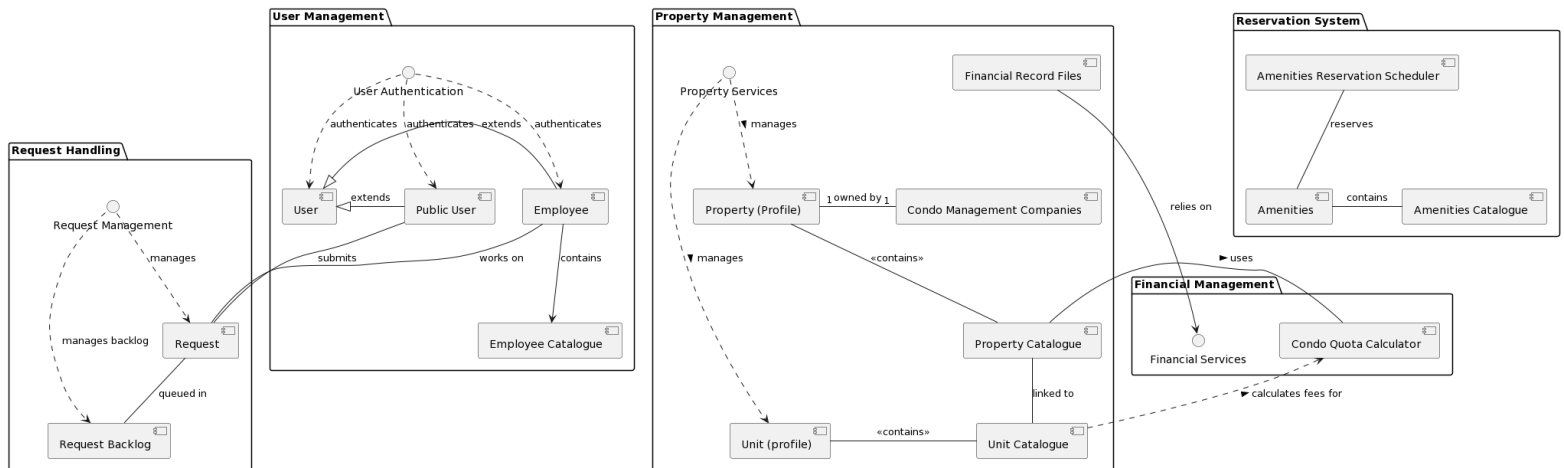 User Management
Property Management
Reservation System
Financial Record Files
Amenities Reservation Scheduler
User Authentication
Property Services
authenticates
authenticates
extends
authenticates
manages
reserves
Request Handling
User
extends
Public User
Employee
Property (Profile)
1 owned by 1
Condo Management Companies
relies on
Amenities
contains
Amenities Catalogue
Request Management
manages
submits
works on
contains
manages
«contains»
uses
Financial Management
manages backlog
Request
Employee Catalogue
Property Catalogue
Financial Services
Condo Quota Calculator
queued in
linked to
calculates fees for
Request Backlog
Unit (profile)
«contains»
Unit Catalogue